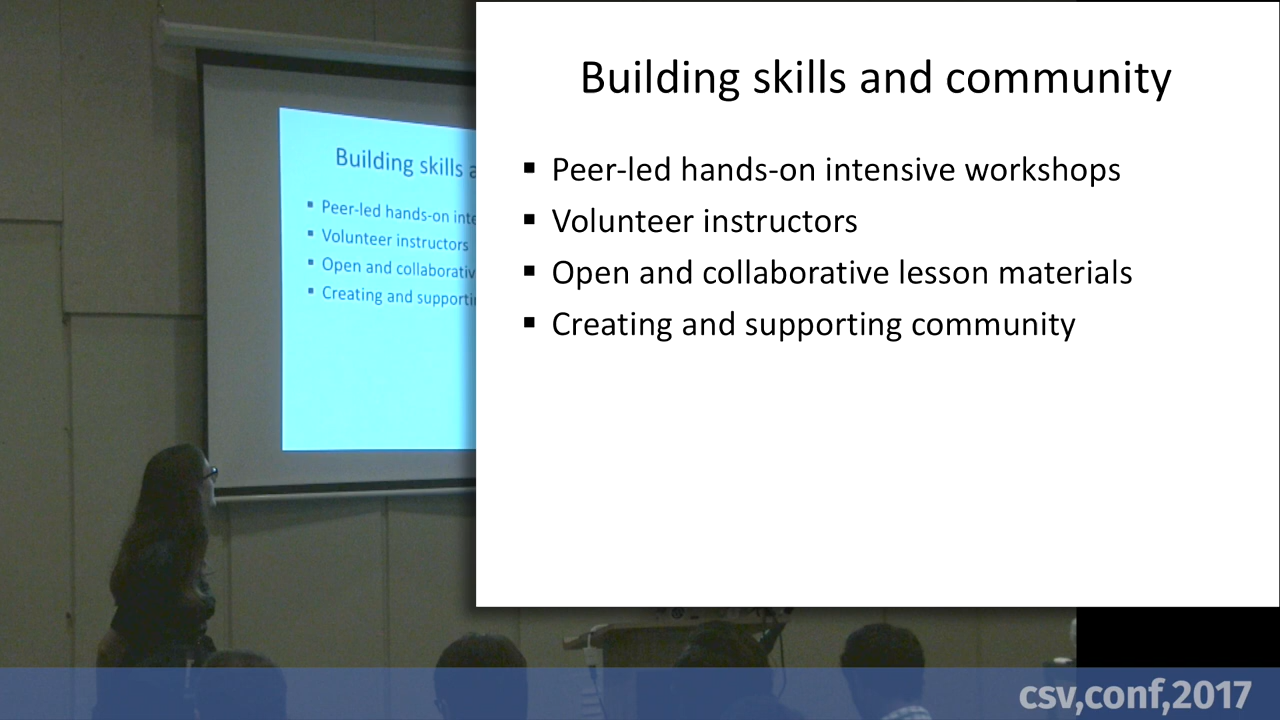 Building skills and community
▪ Peer-led hands-on intensive workshops
▪ Volunteer instructors
▪ Open and collaborative lesson materials
▪ Creating and supporting community
Building skills a
▪ Peer-led hands-on inte
▪ Volunteer instructors
▪ Open and collaborativ
▪ Creating and supporti
csv,conf,2017